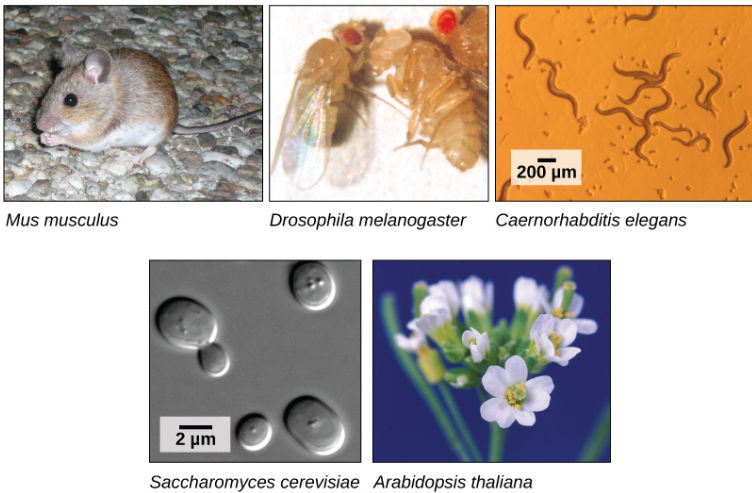 200 µm
Mus musculus
Drosophila melanogaster
Caernorhabditis elegans
2 µm
Saccharomyces cerevisiae
Arabidopsis thaliana